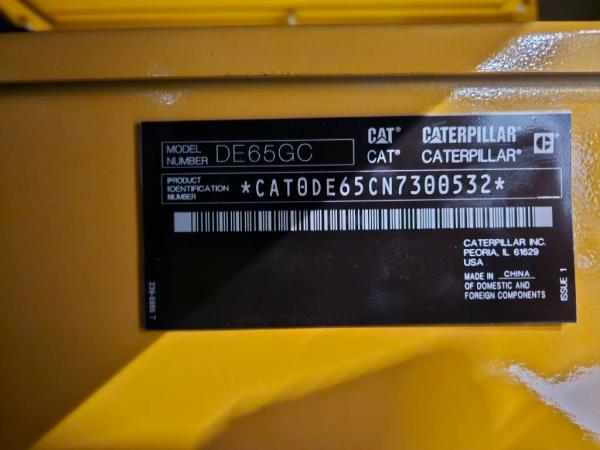 MODEL NUMBER DE65GC
CAT® CATERPILLAR®
CAT® CATERPILLAR®
PRODUCT IDENTIFICATION NUMBER *CAT0DE65CN7300532*
CATERPILLAR INC.
PEORIA, IL 61629
USA
MADE IN CHINA
OF DOMESTIC AND
FOREIGN COMPONENTS
ISSUE 1